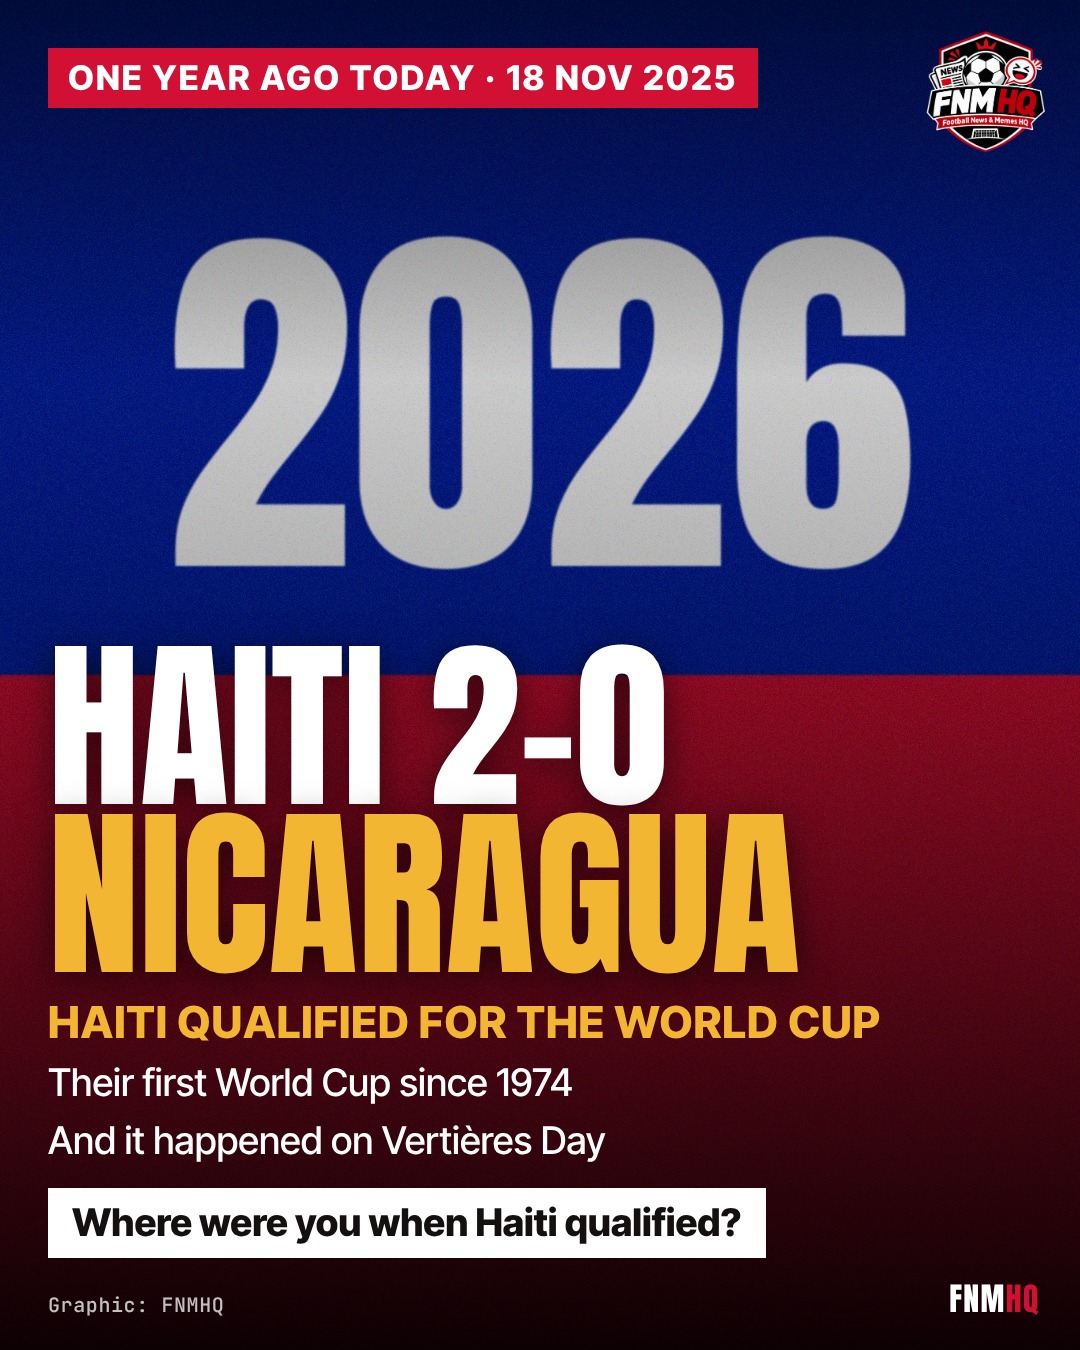 ONE YEAR AGO TODAY · 18 NOV 2025
NEWS
FNM HQ
Football News & Memes HQ
2026
HAITI 2-0
NICARAGUA
HAITI QUALIFIED FOR THE WORLD CUP
Their first World Cup since 1974
And it happened on Vertières Day
Where were you when Haiti qualified?
Graphic: FNMHQ
FNMHQ